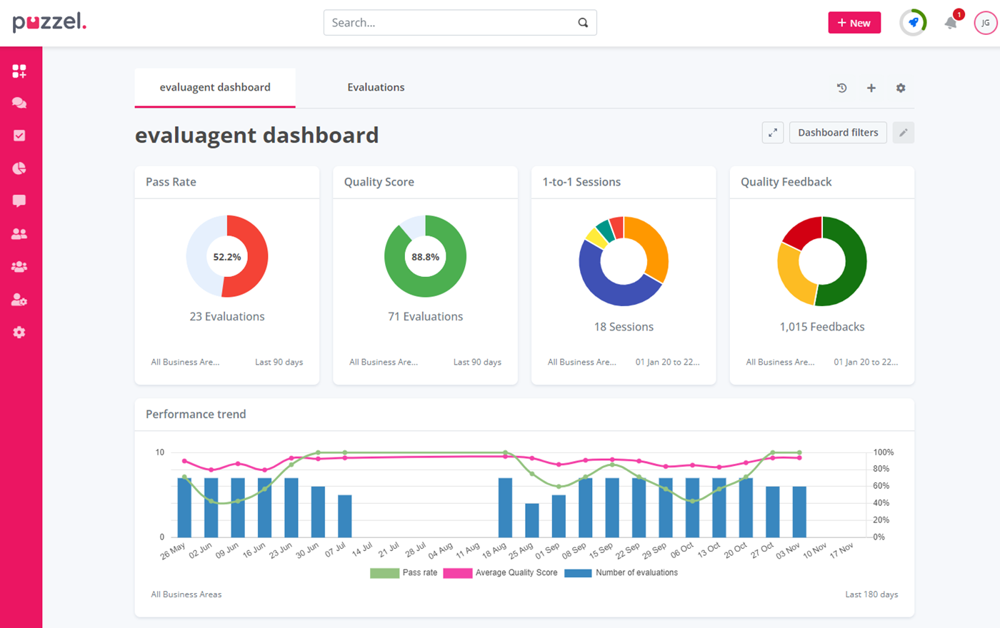 puzzel.
Search...
+ New
1
JG
evaluagent dashboard
Evaluations
evaluagent dashboard
Dashboard filters
Pass Rate
52.2%
23 Evaluations
All Business Are...
Last 90 days
Quality Score
88.8%
71 Evaluations
All Business Are...
Last 90 days
1-to-1 Sessions
18 Sessions
All Business Are...
01 Jan 20 to 22...
Quality Feedback
1,015 Feedbacks
All Business Are...
01 Jan 20 to 22...
Performance trend
10
0
100%
80%
60%
40%
20%
0%
26 May
02 Jun
09 Jun
16 Jun
23 Jun
30 Jun
07 Jul
14 Jul
21 Jul
28 Jul
04 Aug
11 Aug
18 Aug
25 Aug
01 Sep
08 Sep
15 Sep
22 Sep
29 Sep
06 Oct
13 Oct
20 Oct
27 Oct
03 Nov
10 Nov
17 Nov
Pass rate
Average Quality Score
Number of evaluations
All Business Areas
Last 180 days